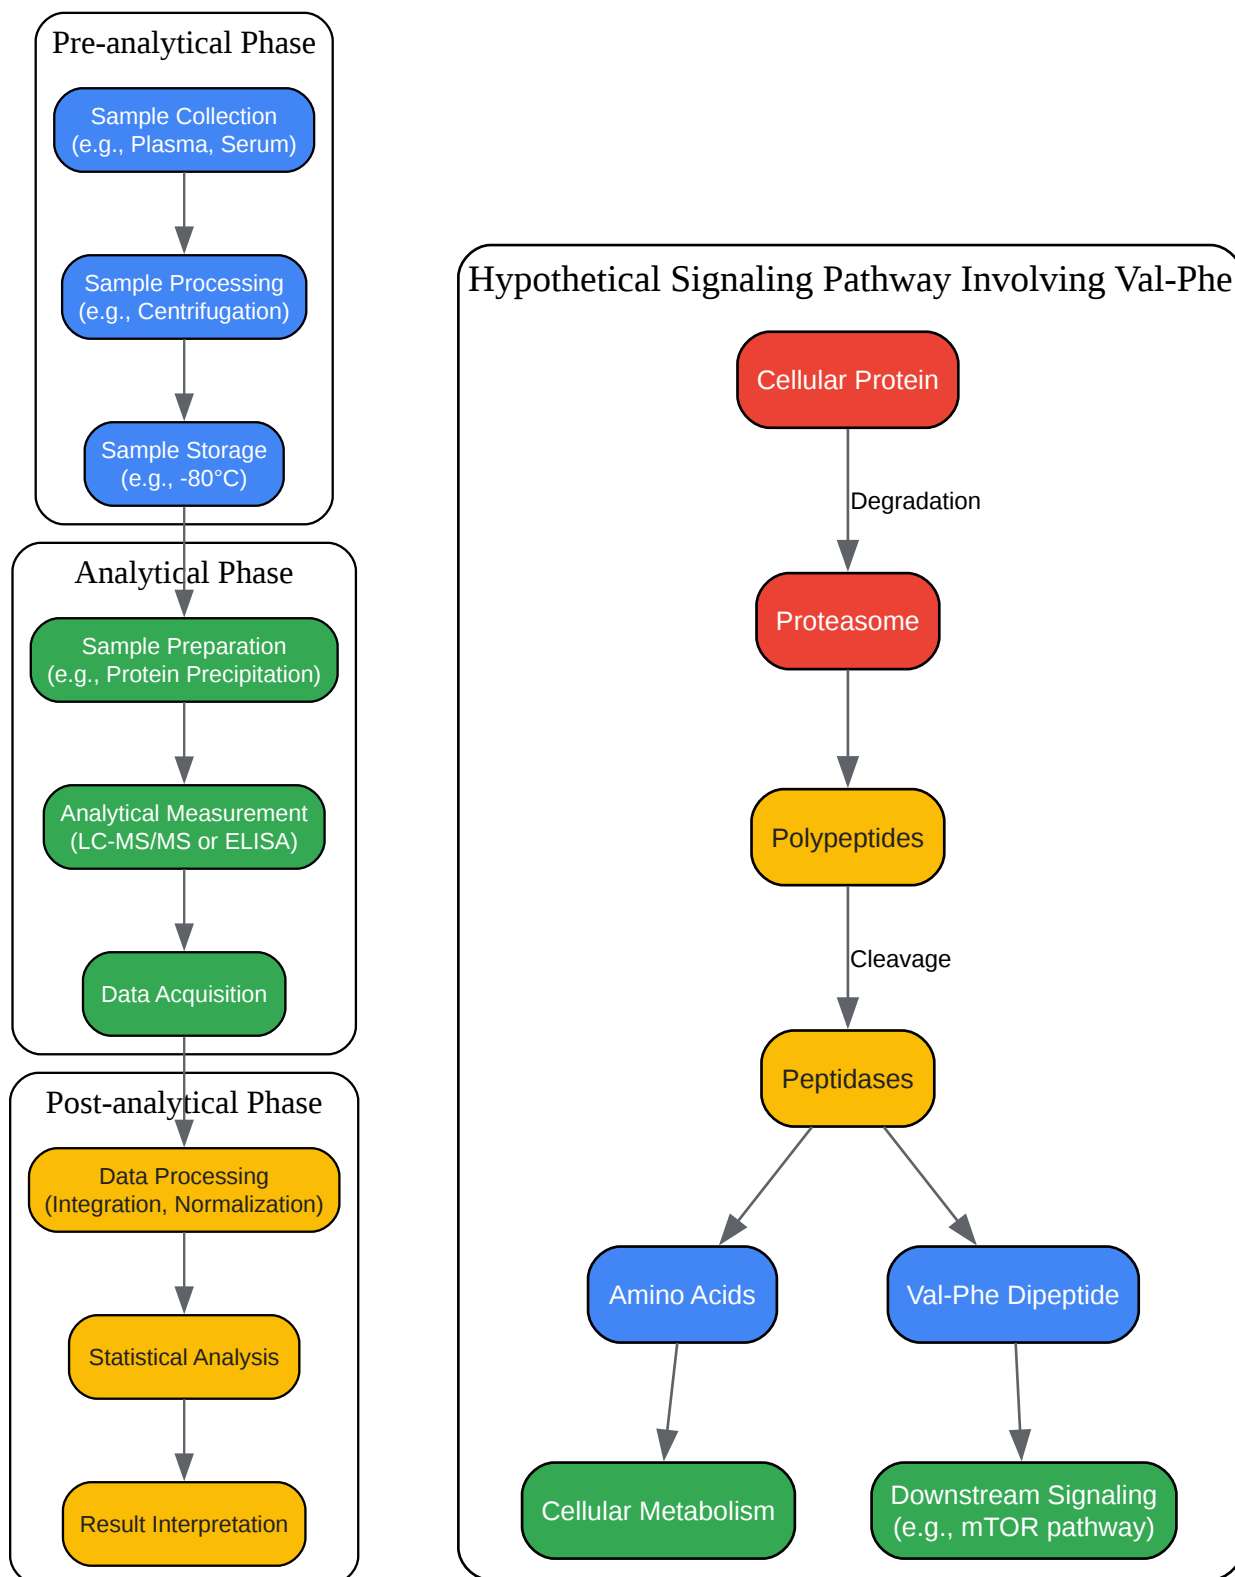 Pre-analytical Phase
Sample Collection
(e.g., Plasma, Serum)
Sample Processing
(e.g., Centrifugation)
Sample Storage
(e.g., -80°C)
Analytical Phase
Sample Preparation
(e.g., Protein Precipitation)
Analytical Measurement
(LC-MS/MS or ELISA)
Data Acquisition
Post-analytical Phase
Data Processing
(Integration, Normalization)
Statistical Analysis
Result Interpretation
Hypothetical Signaling Pathway Involving Val-Phe
Cellular Protein
Degradation
Proteasome
Polypeptides
Cleavage
Peptidases
Amino Acids
Val-Phe Dipeptide
Cellular Metabolism
Downstream Signaling
(e.g., mTOR pathway)